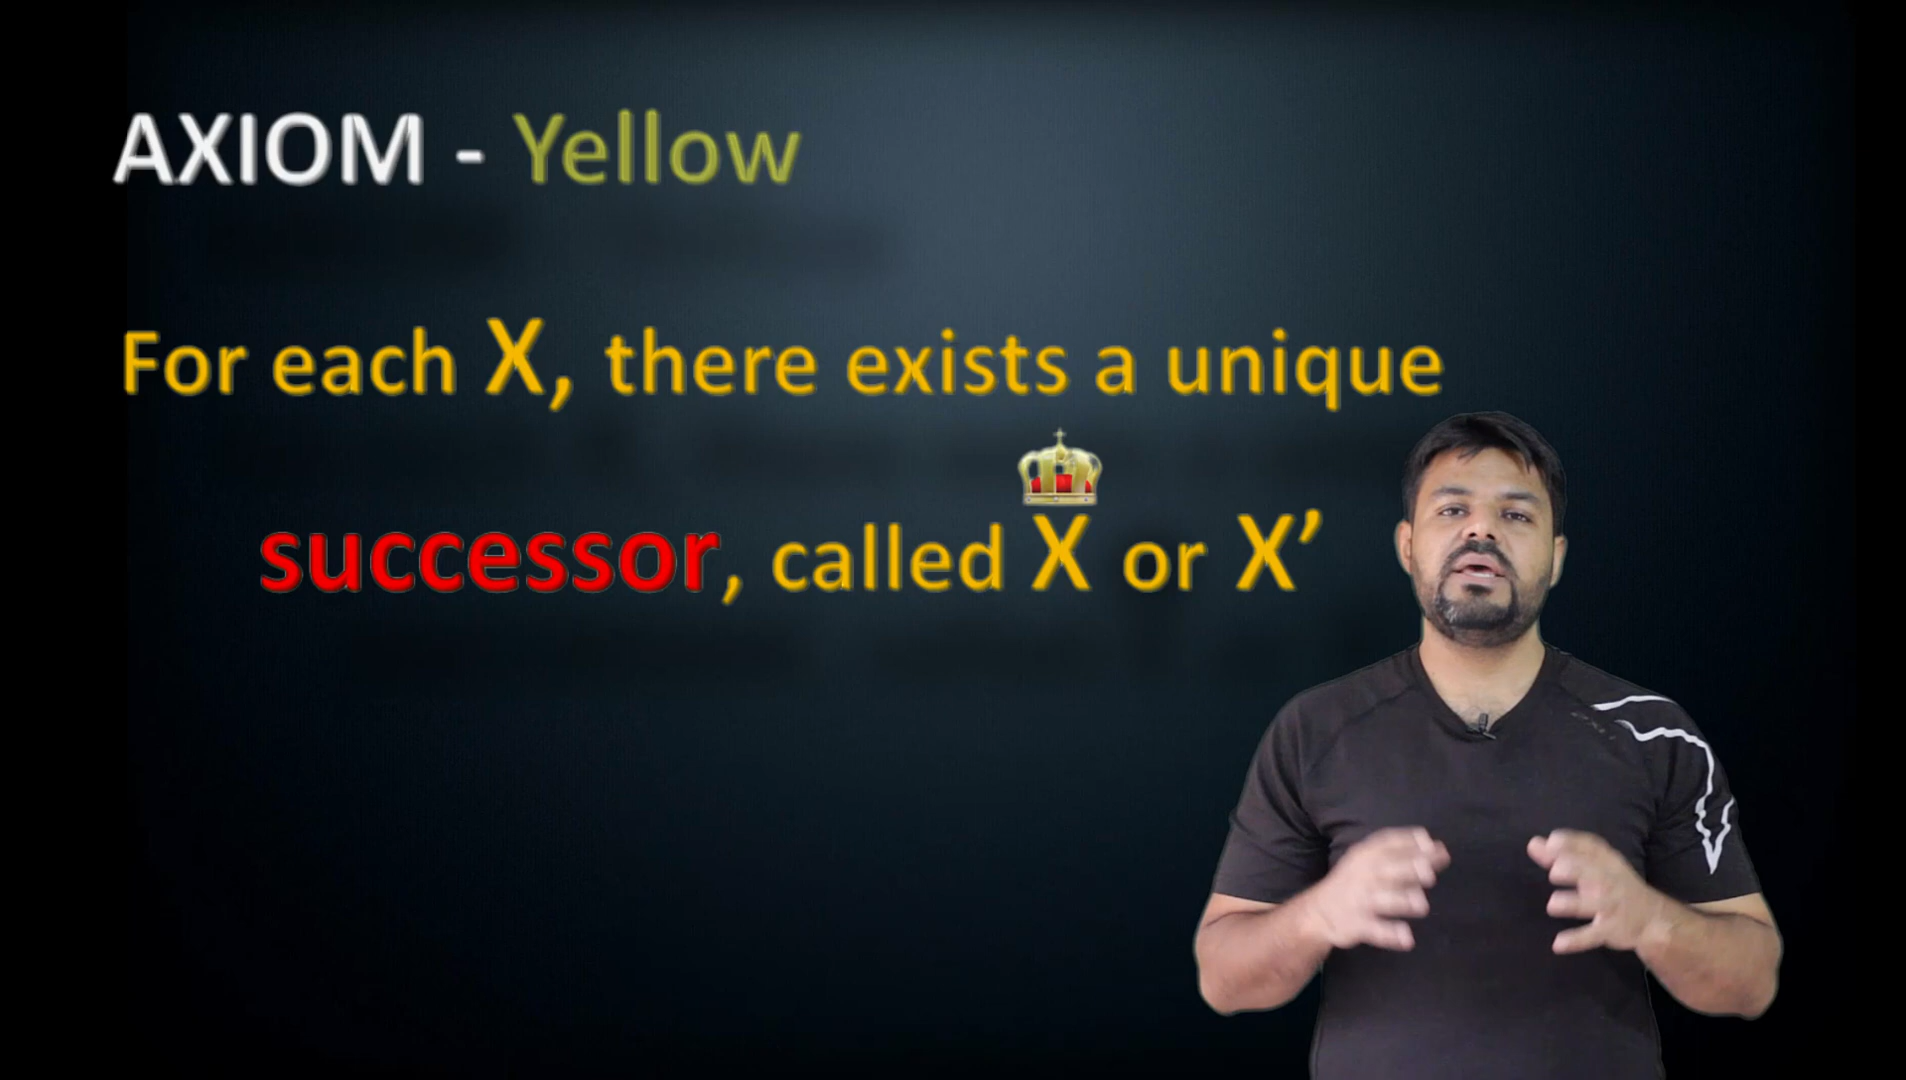 AXIOM - Yellow
For each X, there exists a unique
successor, called X or X’